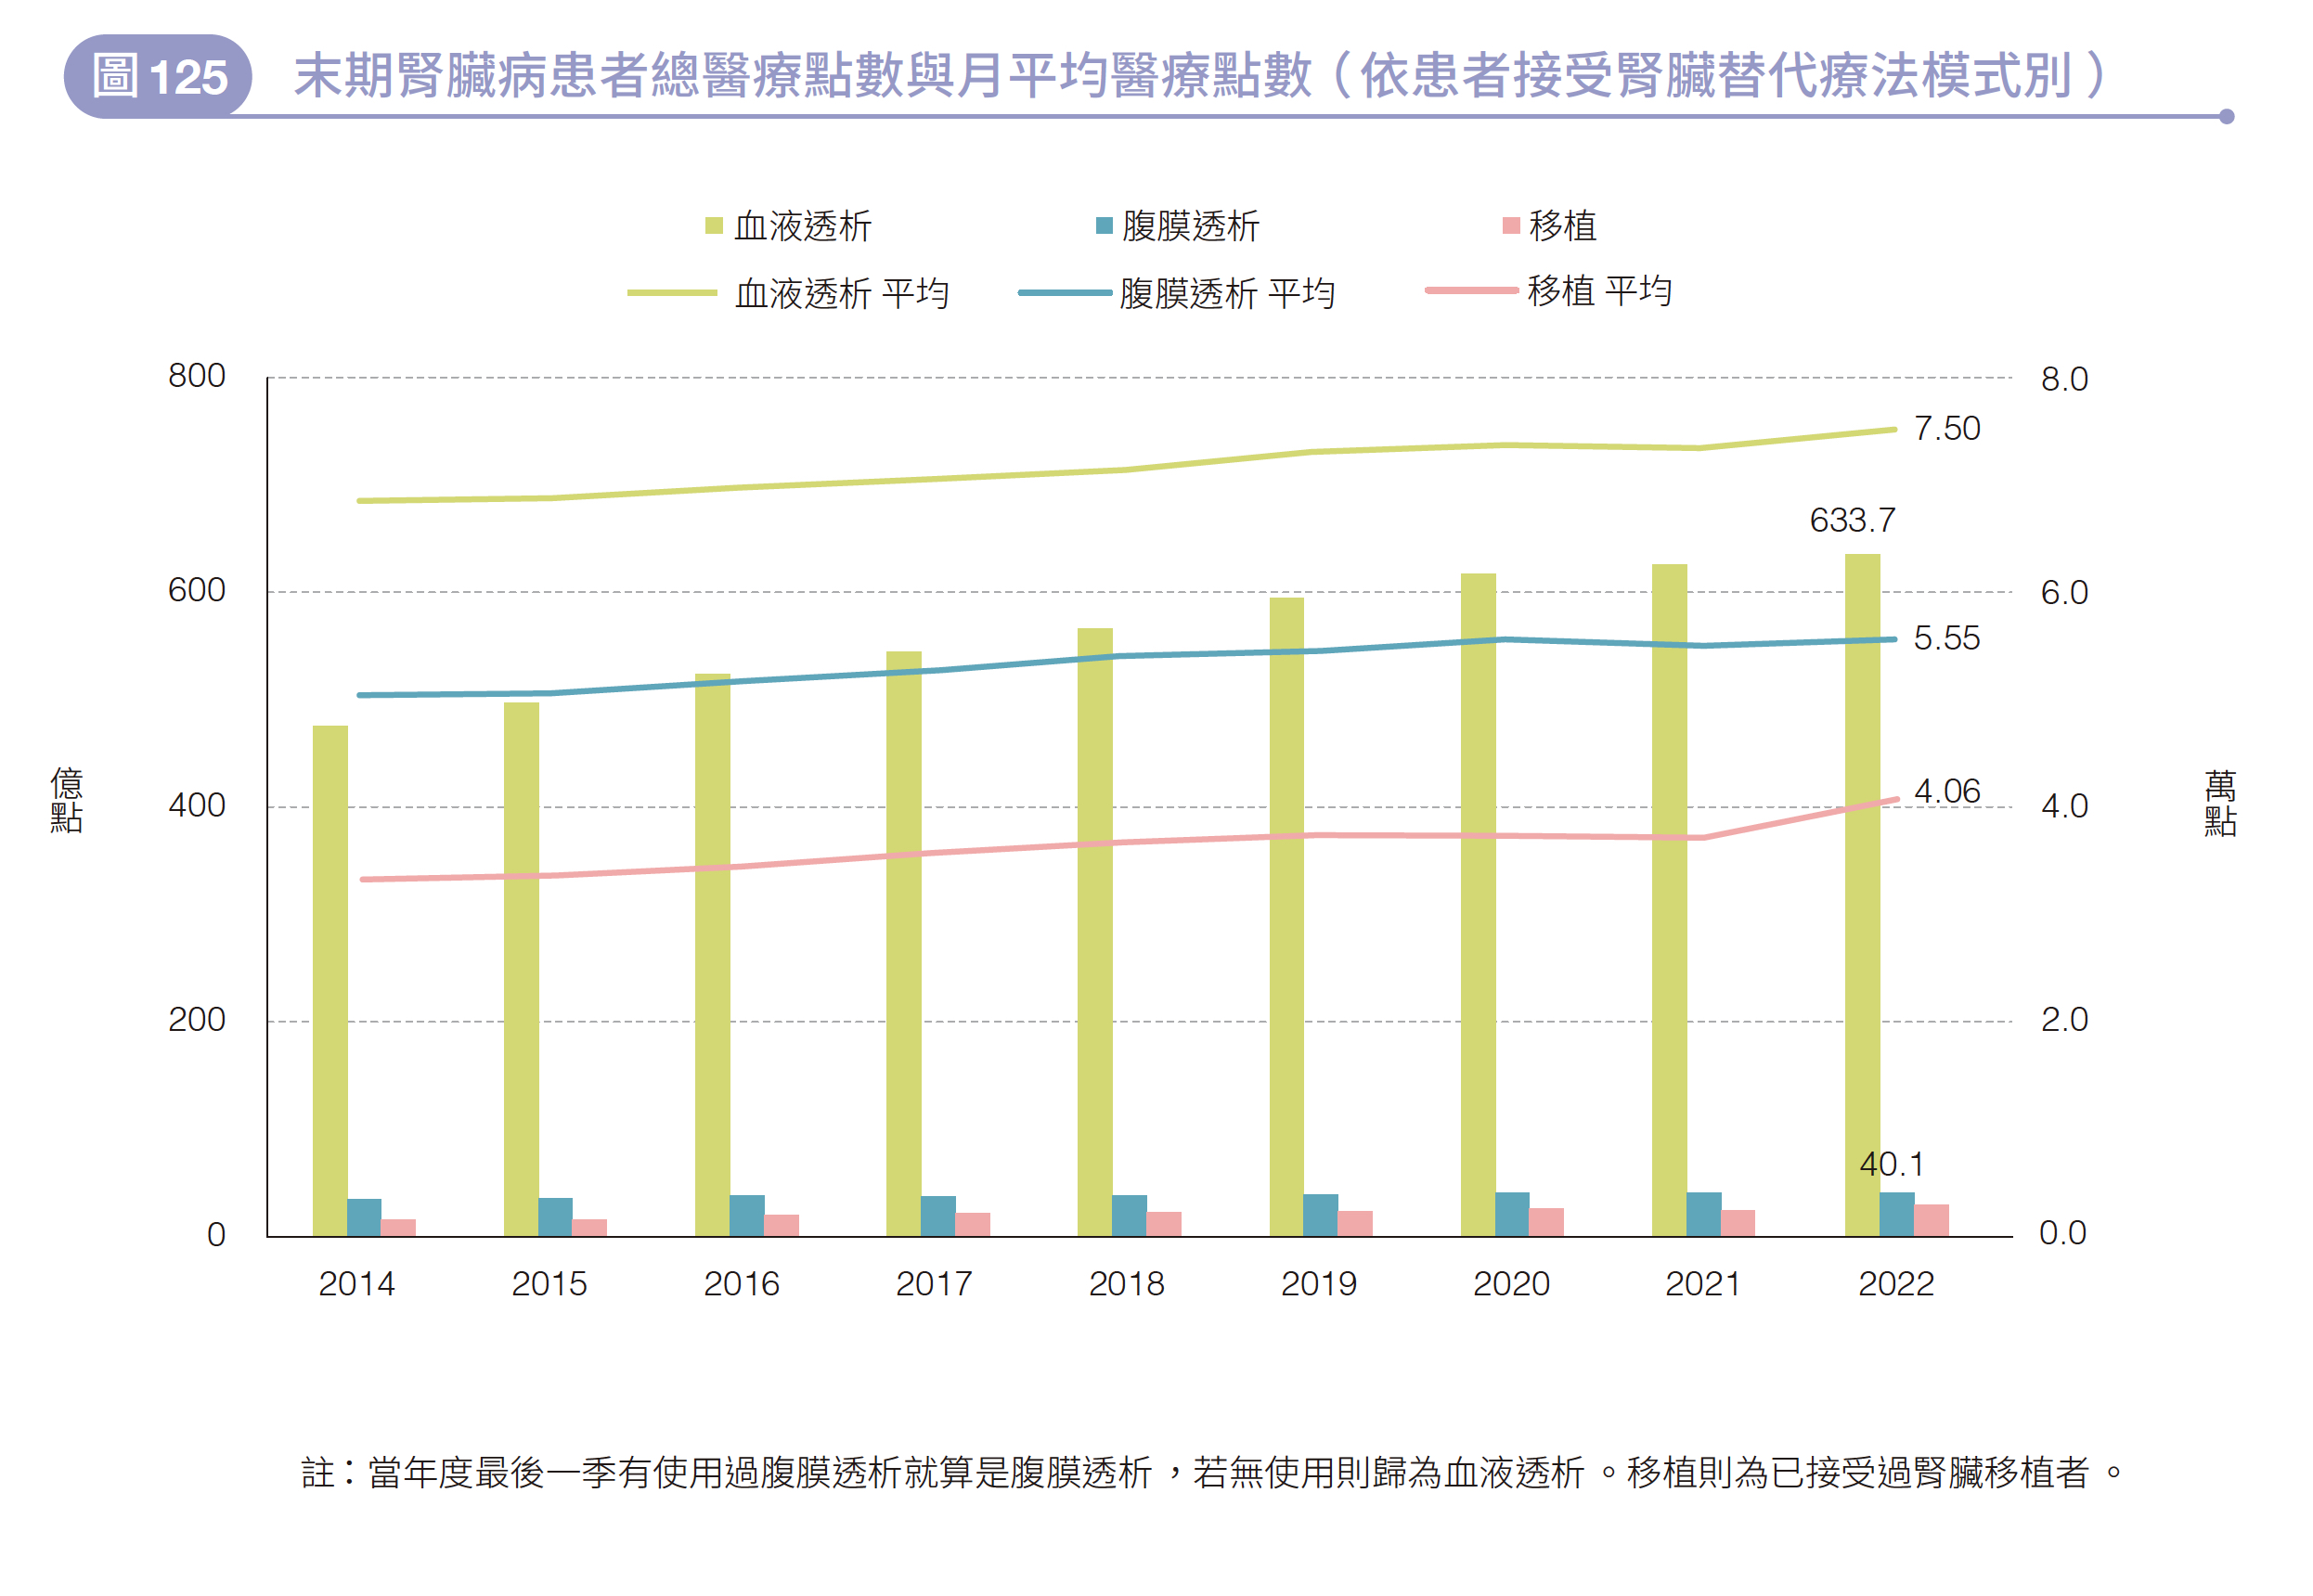 圖 125 末期腎臟病患者總醫療點數與月平均醫療點數（依患者接受腎臟替代療法模式別）
血液透析 腹膜透析 移植
血液透析 平均 腹膜透析 平均 移植 平均
800 8.0
7.50
633.7
600 6.0
5.55
億點
萬點
4.06
400 4.0
200 2.0
40.1
0 0.0
2014 2015 2016 2017 2018 2019 2020 2021 2022
註：當年度最後一季有使用過腹膜透析就算是腹膜透析，若無使用則歸為血液透析。移植則為已接受過腎臟移植者。